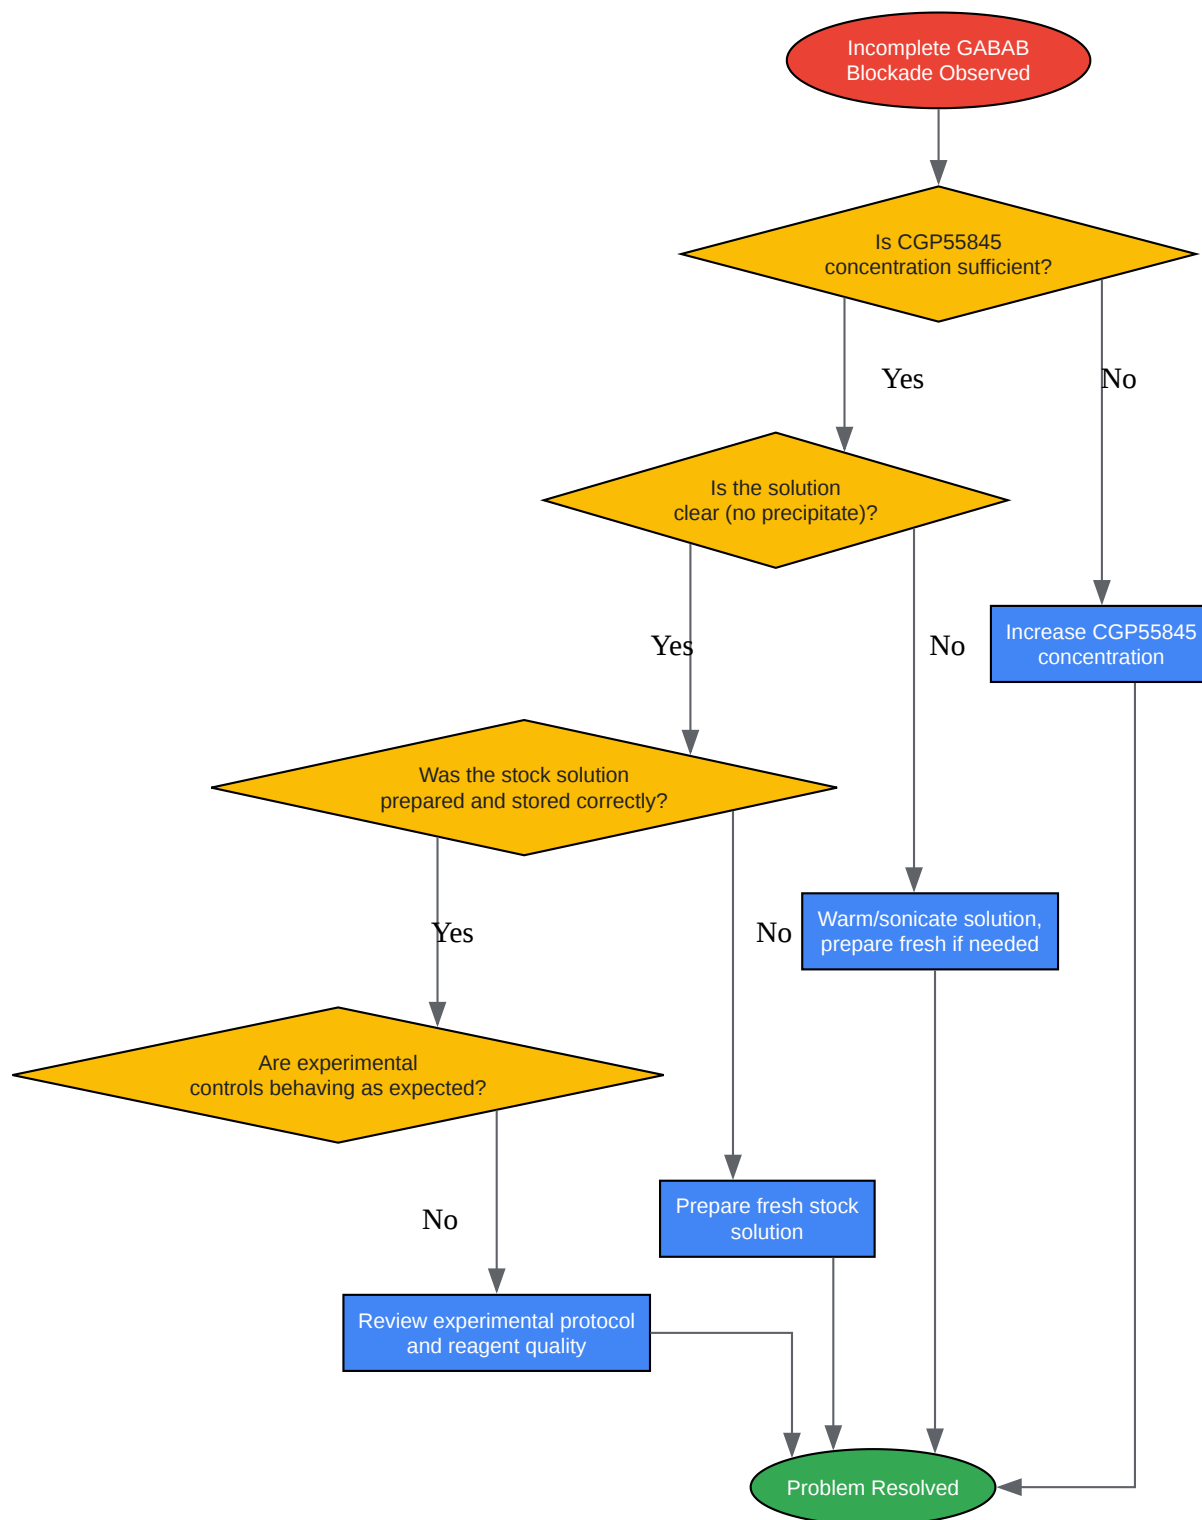 Incomplete GABAB
Blockade Observed
Is CGP55845
concentration sufficient?
Yes
No
Is the solution
clear (no precipitate)?
Increase CGP55845
concentration
Yes
No
Was the stock solution
prepared and stored correctly?
Warm/sonicate solution,
prepare fresh if needed
Yes
No
Are experimental
controls behaving as expected?
Prepare fresh stock
solution
No
Review experimental protocol
and reagent quality
Problem Resolved